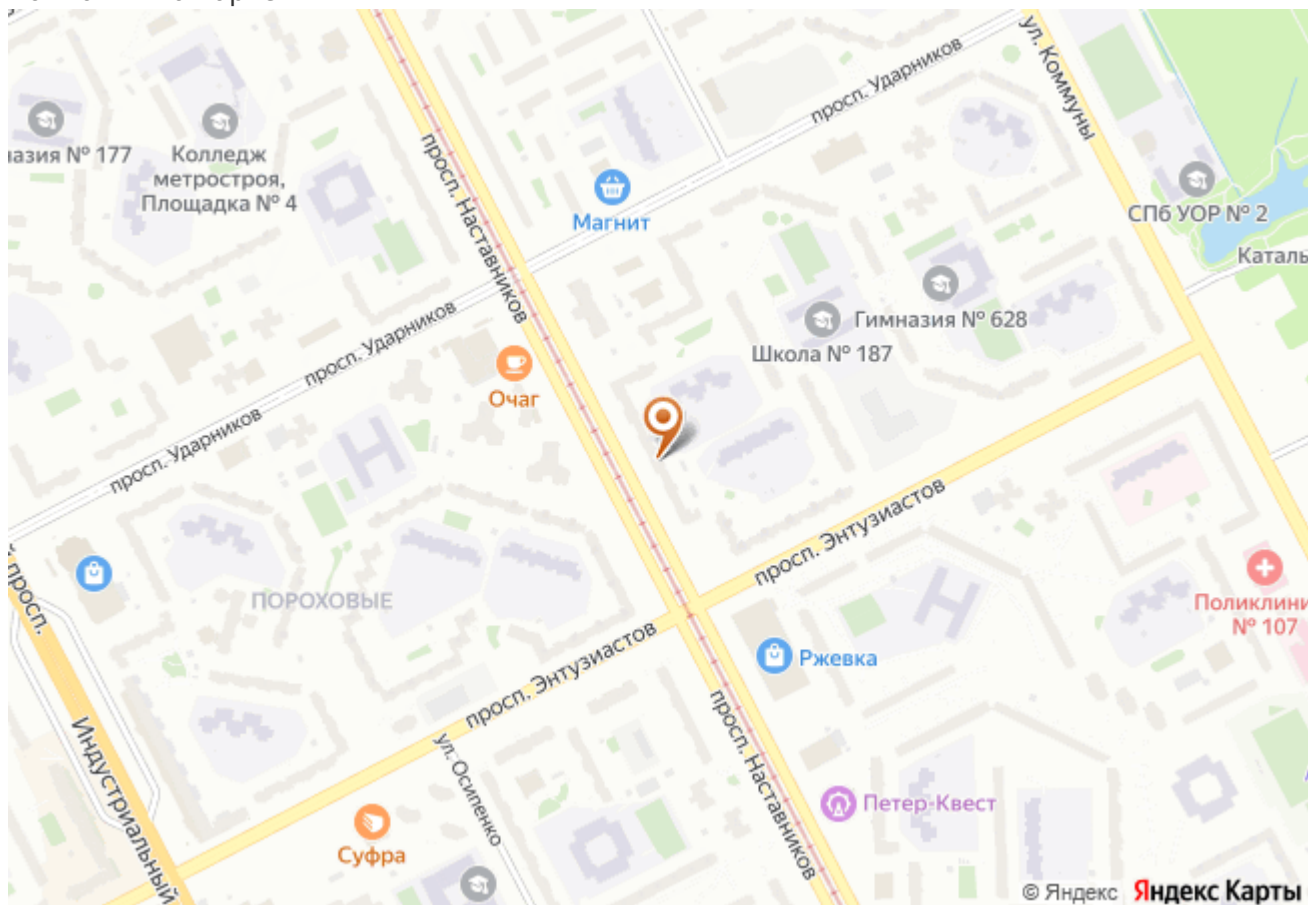 ул. Коммуны
просп. Ударников
просп. Наставников
азия № 177
Колледж
метростроя,
Площадка № 4
Магнит
СПб УОР № 2
Каталь
Гимназия № 628
Школа № 187
просп. Ударников
Очаг
просп. Ударников
просп. Энтузиастов
ПОРОХОВЫЕ
просп.
Поликлини
№ 107
Ржевка
просп. Энтузиастов
Индустриальный
ул. Осипенко
просп. Наставников
Петер-Квест
Суфра
© Яндекс Яндекс Карты